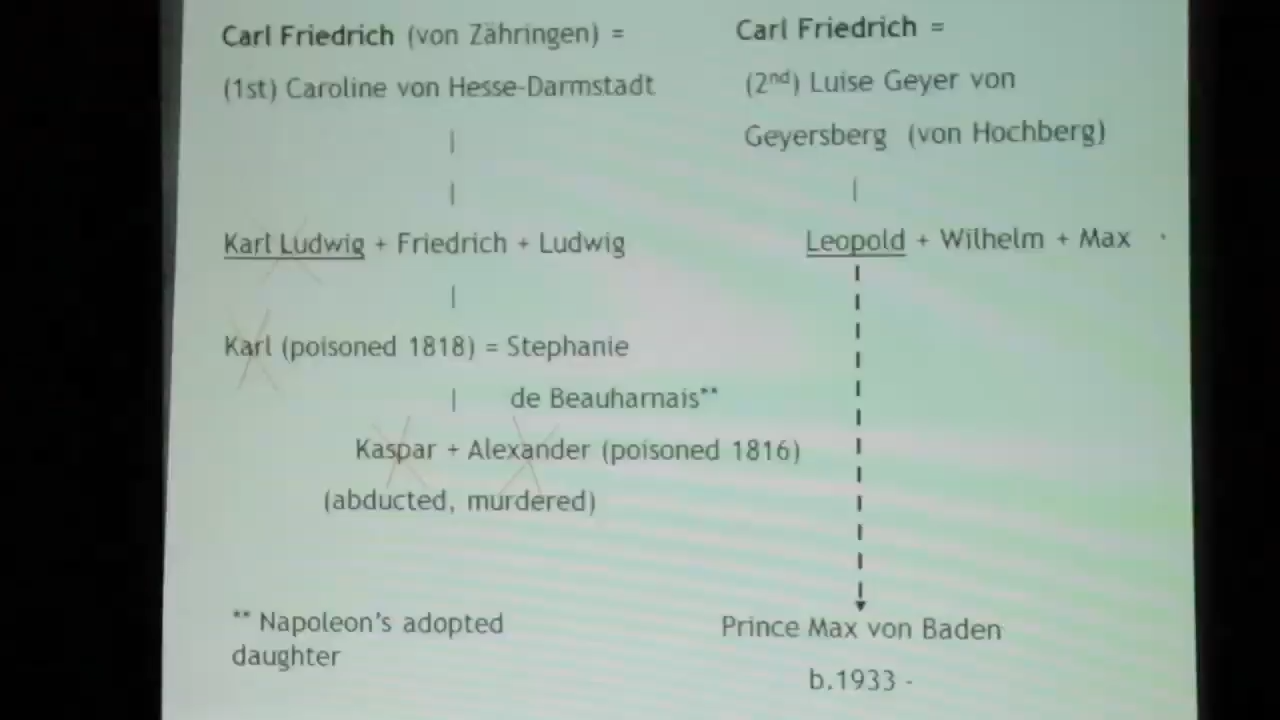 Carl Friedrich (von Zähringen) =
(1st) Caroline von Hesse-Darmstadt
|
|
Karl Ludwig + Friedrich + Ludwig
|
Karl (poisoned 1818) = Stephanie
| de Beauharnais**
Kaspar + Alexander (poisoned 1816)
(abducted, murdered)
** Napoleon's adopted
daughter
Carl Friedrich =
(2nd) Luise Geyer von
Geyersberg (von Hochberg)
|
Leopold + Wilhelm + Max
Prince Max von Baden
b.1933 -